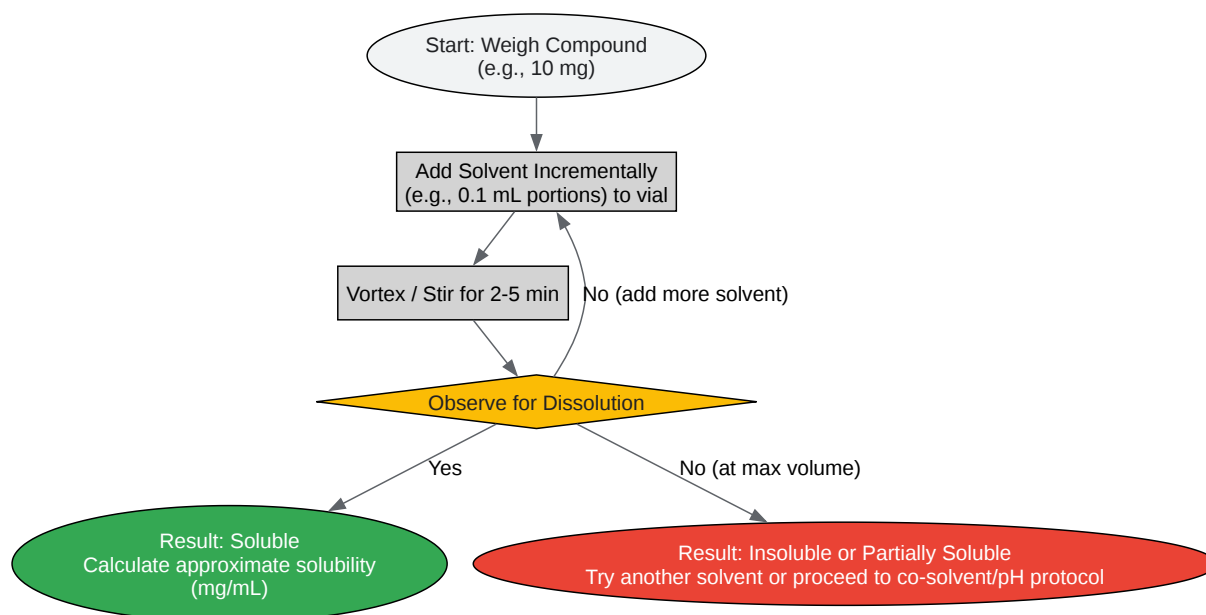 Start: Weigh Compound
(e.g., 10 mg)
Add Solvent Incrementally
(e.g., 0.1 mL portions) to vial
Vortex / Stir for 2-5 min
No (add more solvent)
Observe for Dissolution
Yes
No (at max volume)
Result: Soluble
Calculate approximate solubility
(mg/mL)
Result: Insoluble or Partially Soluble
Try another solvent or proceed to co-solvent/pH protocol